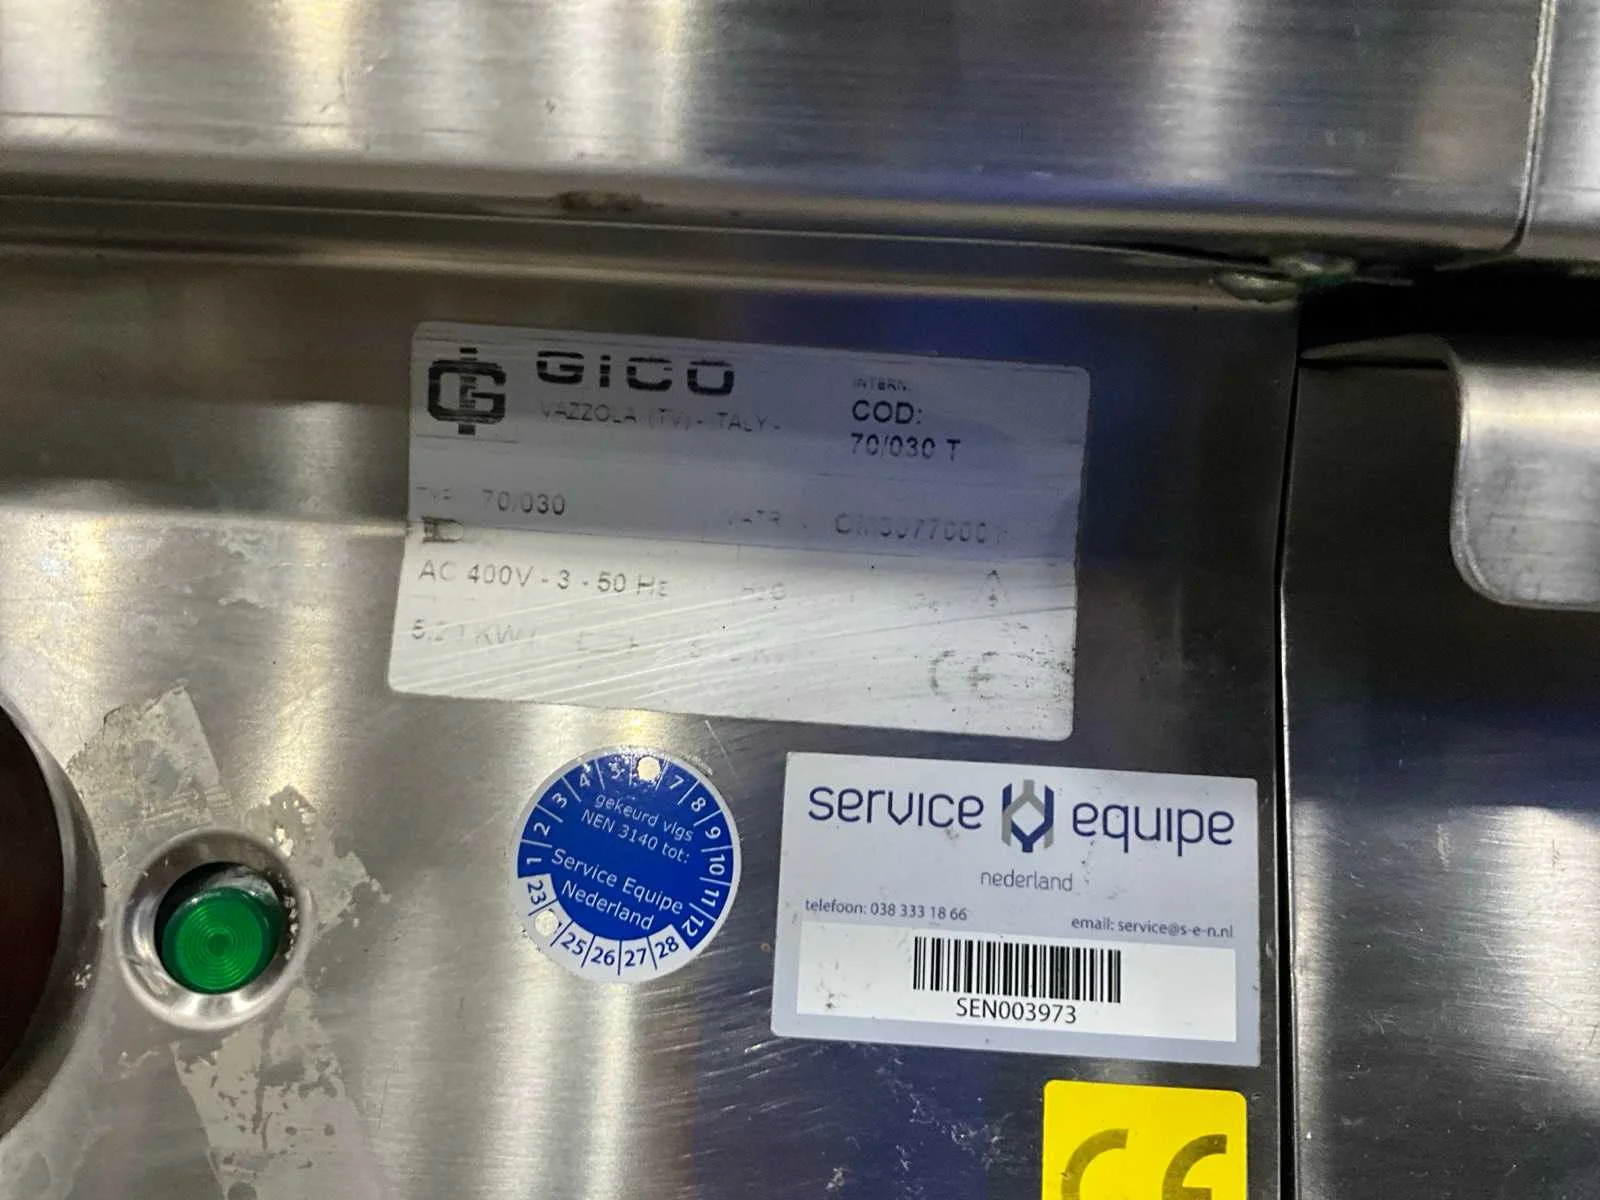 GICO
VAZZOLA (TV) - ITALY -
INTERN.
COD:
70/030 T
70/030
AC 400V - 3 - 50 Hz
CE
4 5 7 8 9 10 11 12
3 2 1
gekeurd vlgs
NEN 3140 tot:
Service Equipe
Nederland
23 25 26 27 28
service equipe
nederland
telefoon: 038 333 18 66
email: service@s-e-n.nl
SEN003973
CE